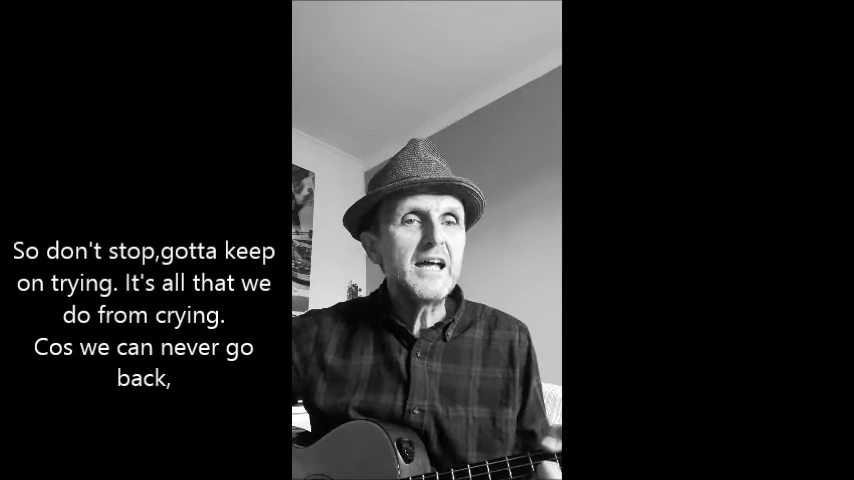 So don't stop,gotta keep
on trying. It's all that we
do from crying.
Cos we can never go
back,